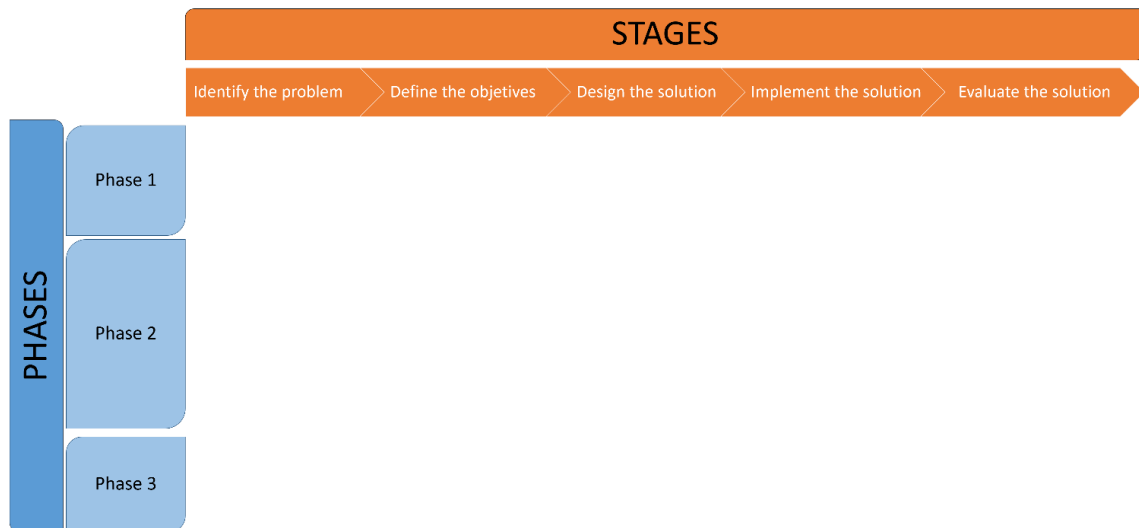 STAGES
Identify the problem
Define the objetives
Design the solution
Implement the solution
Evaluate the solution
PHASES
Phase 1
Phase 2
Phase 3